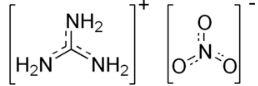 NH₂ + −
H₂N NH₂ O N O
O